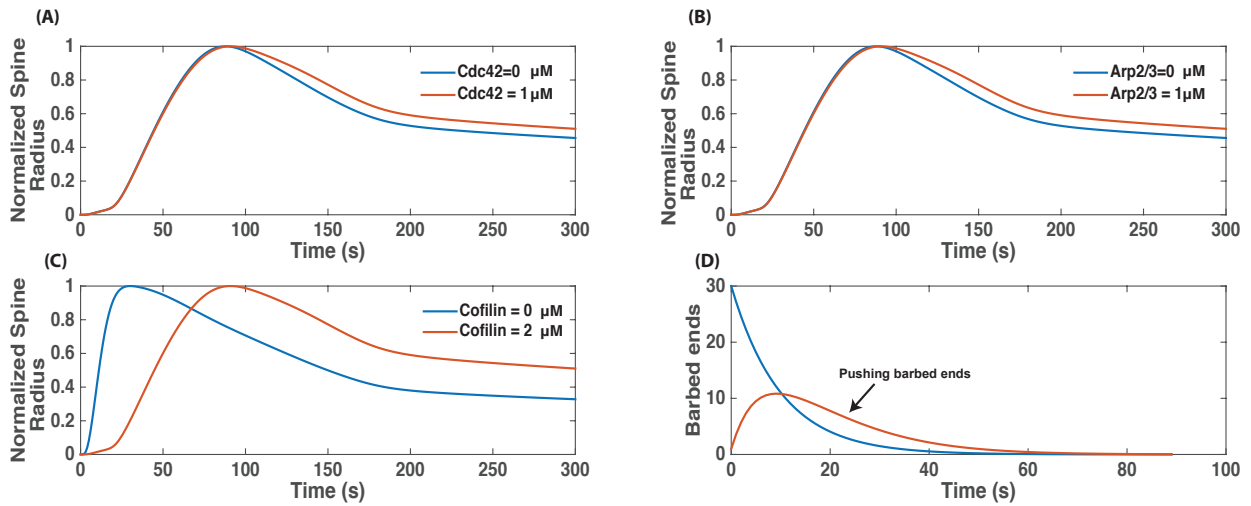 (A)
Normalized Spine
Radius
1
0.8
0.6
0.4
0.2
0
Cdc42=0 μM
Cdc42 = 1 μM
0 50 100 150 200 250 300
Time (s)
(B)
Normalized Spine
Radius
1
0.8
0.6
0.4
0.2
0
Arp2/3=0 μM
Arp2/3 = 1μM
0 50 100 150 200 250 300
Time (s)
(C)
Normalized Spine
Radius
1
0.8
0.6
0.4
0.2
0
Cofilin = 0 μM
Cofilin = 2 μM
0 50 100 150 200 250 300
Time (s)
(D)
Barbed ends
30
20
10
0
Pushing barbed ends
0 20 40 60 80 100
Time (s)